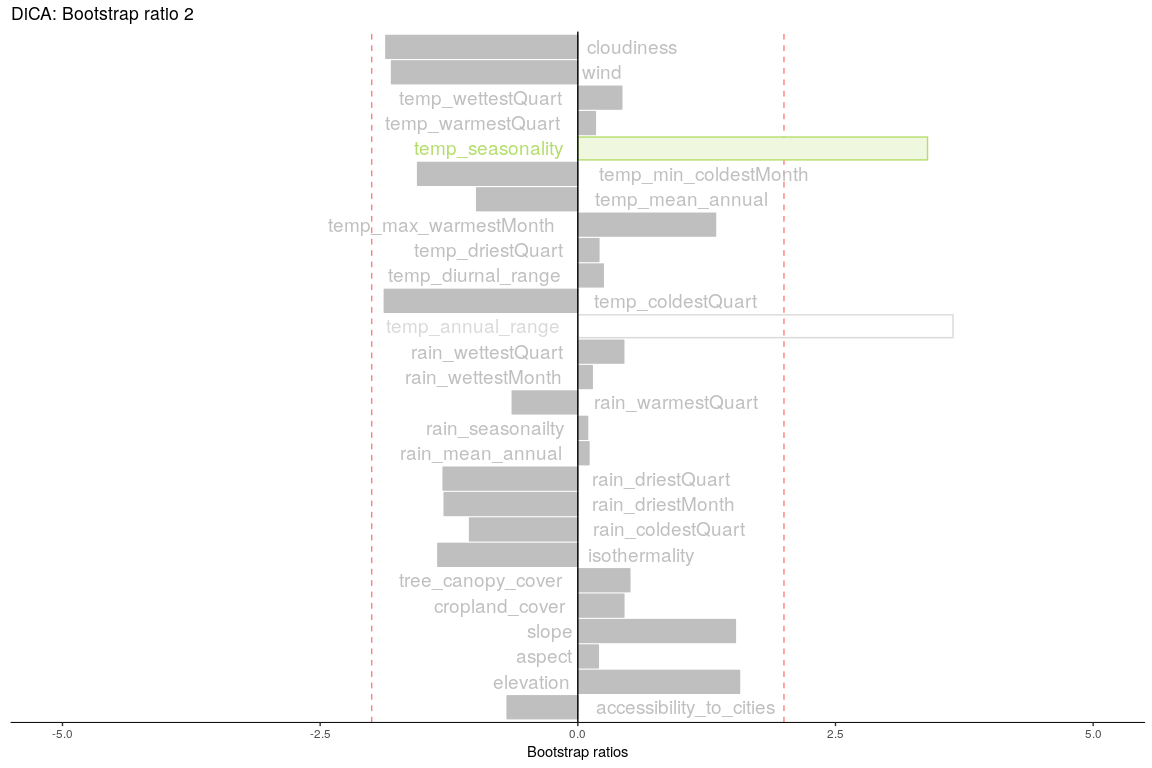 DiCA: Bootstrap ratio 2
cloudiness
wind
temp_wettestQuart
temp_warmestQuart
temp_seasonality
temp_min_coldestMonth
temp_mean_annual
temp_max_warmestMonth
temp_driestQuart
temp_diurnal_range
temp_coldestQuart
temp_annual_range
rain_wettestQuart
rain_wettestMonth
rain_warmestQuart
rain_seasonailty
rain_mean_annual
rain_driestQuart
rain_driestMonth
rain_coldestQuart
isothermality
tree_canopy_cover
cropland_cover
slope
aspect
elevation
accessibility_to_cities
-5.0 -2.5 0.0 2.5 5.0
Bootstrap ratios